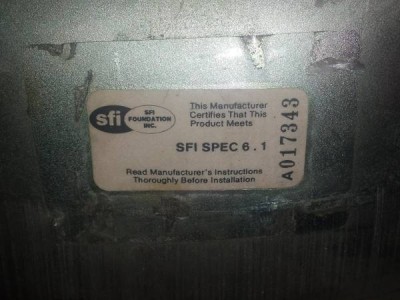 sfi
SFI
FOUNDATION
INC.
This Manufacturer
Certifies That This
Product Meets
SFI SPEC 6.1
Read Manufacturer's Instructions
Thoroughly Before Installation
A017343